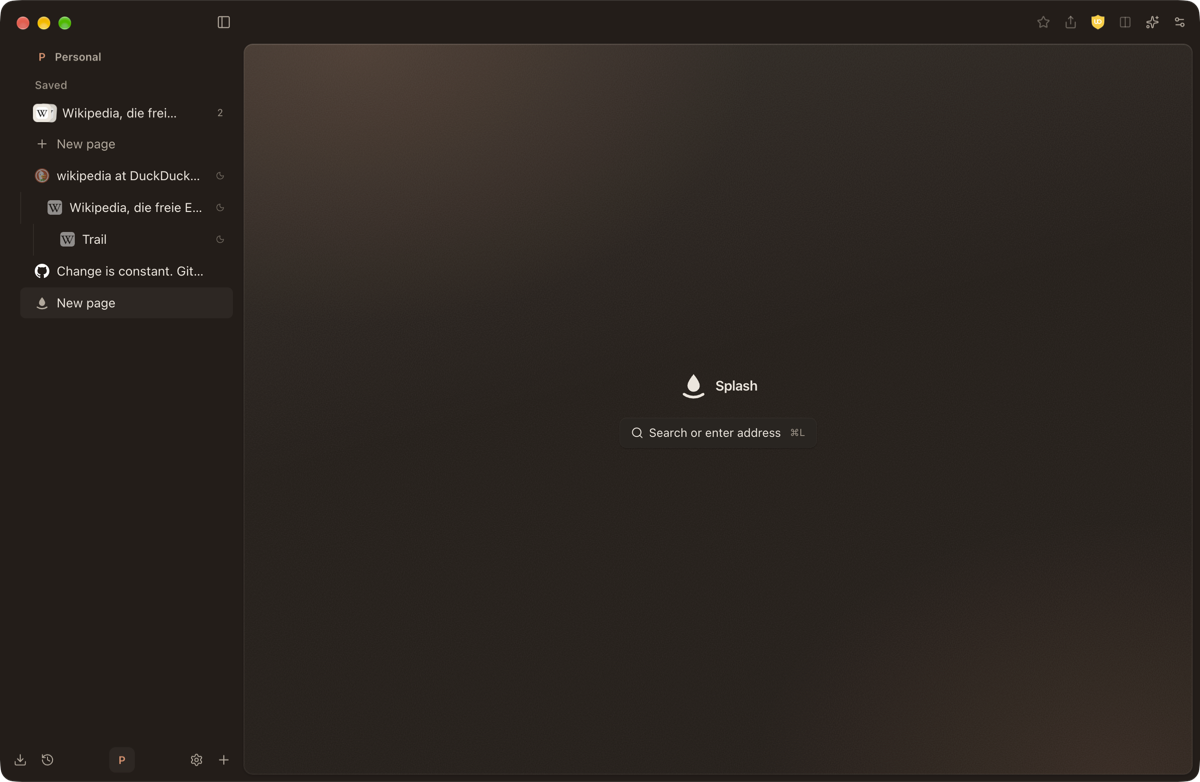 P Personal
Saved
W Wikipedia, die frei... 2
New page
wikipedia at DuckDuck...
W Wikipedia, die freie E...
W Trail
Change is constant. Git...
New page
Splash
Search or enter address ⌘L
P